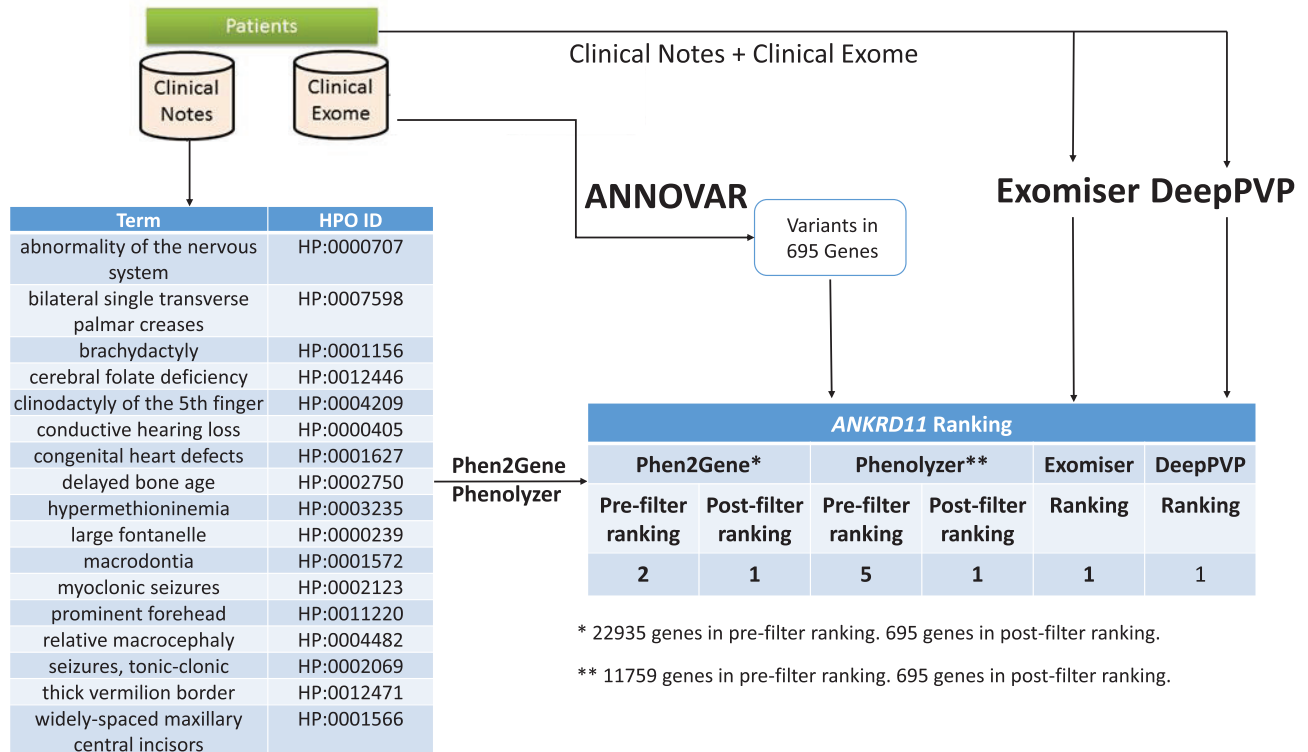 Patients
Clinical Notes + Clinical Exome
Clinical
Notes
Clinical
Exome
ANNOVAR
Variants in
695 Genes
Exomiser DeepPVP
Term HPO ID
abnormality of the nervous
system
HP:0000707
bilateral single transverse
palmar creases
HP:0007598
brachydactyly HP:0001156
cerebral folate deficiency HP:0012446
clinodactyly of the 5th finger HP:0004209
conductive hearing loss HP:0000405
congenital heart defects HP:0001627
delayed bone age HP:0002750
hypermethioninemia HP:0003235
large fontanelle HP:0000239
macrodontia HP:0001572
myoclonic seizures HP:0002123
prominent forehead HP:0011220
relative macrocephaly HP:0004482
seizures, tonic-clonic HP:0002069
thick vermilion border HP:0012471
widely-spaced maxillary
central incisors
HP:0001566
Phen2Gene
Phenolyzer
ANKRD11 Ranking
Phen2Gene* Phenolyzer** Exomiser DeepPVP
Pre-filter
ranking
Post-filter
ranking
Pre-filter
ranking
Post-filter
ranking
Ranking
Ranking
2 1 5 1 1 1
* 22935 genes in pre-filter ranking. 695 genes in post-filter ranking.
** 11759 genes in pre-filter ranking. 695 genes in post-filter ranking.